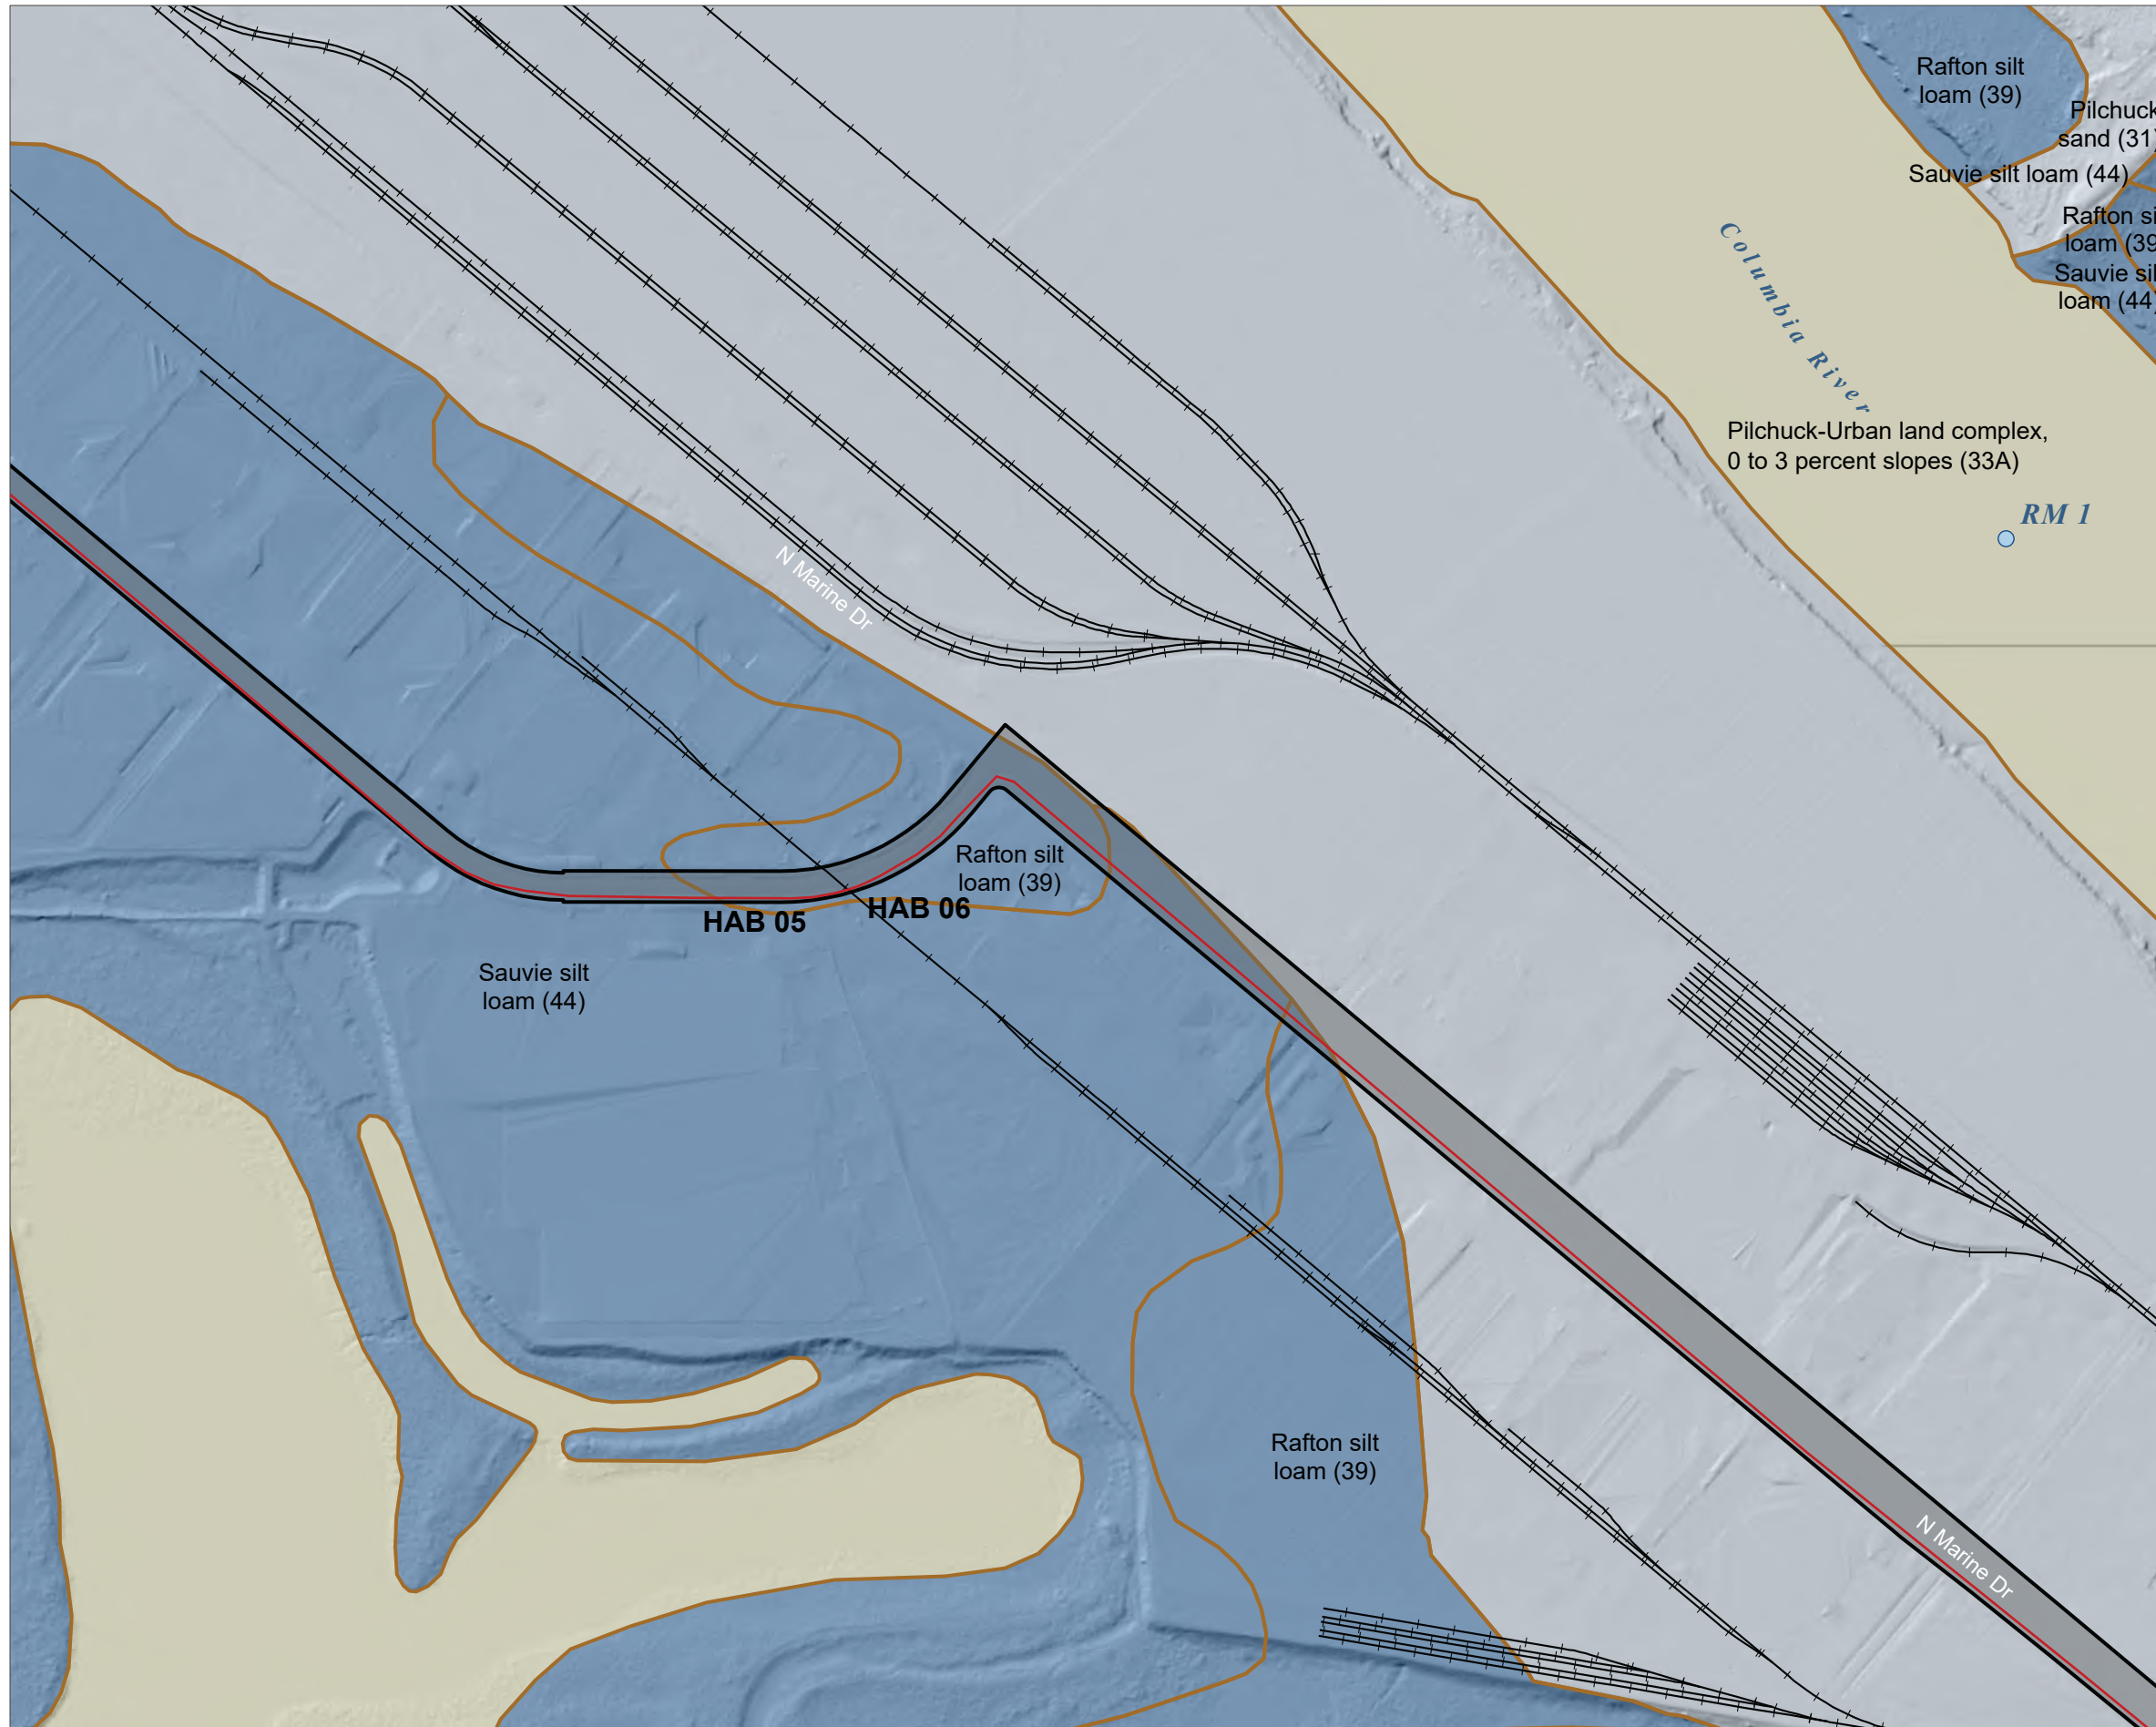 Rafton silt
loam (39)
Pilchuck
sand (31)
Sauvie silt loam (44)
Rafton si
loam (39
Sauvie sil
loam (44)
Columbia River
Pilchuck-Urban land complex,
0 to 3 percent slopes (33A)
RM 1
N Marine Dr
Rafton silt
loam (39)
HAB 05
HAB 06
Sauvie silt
loam (44)
Rafton silt
loam (39)
N Marine Dr